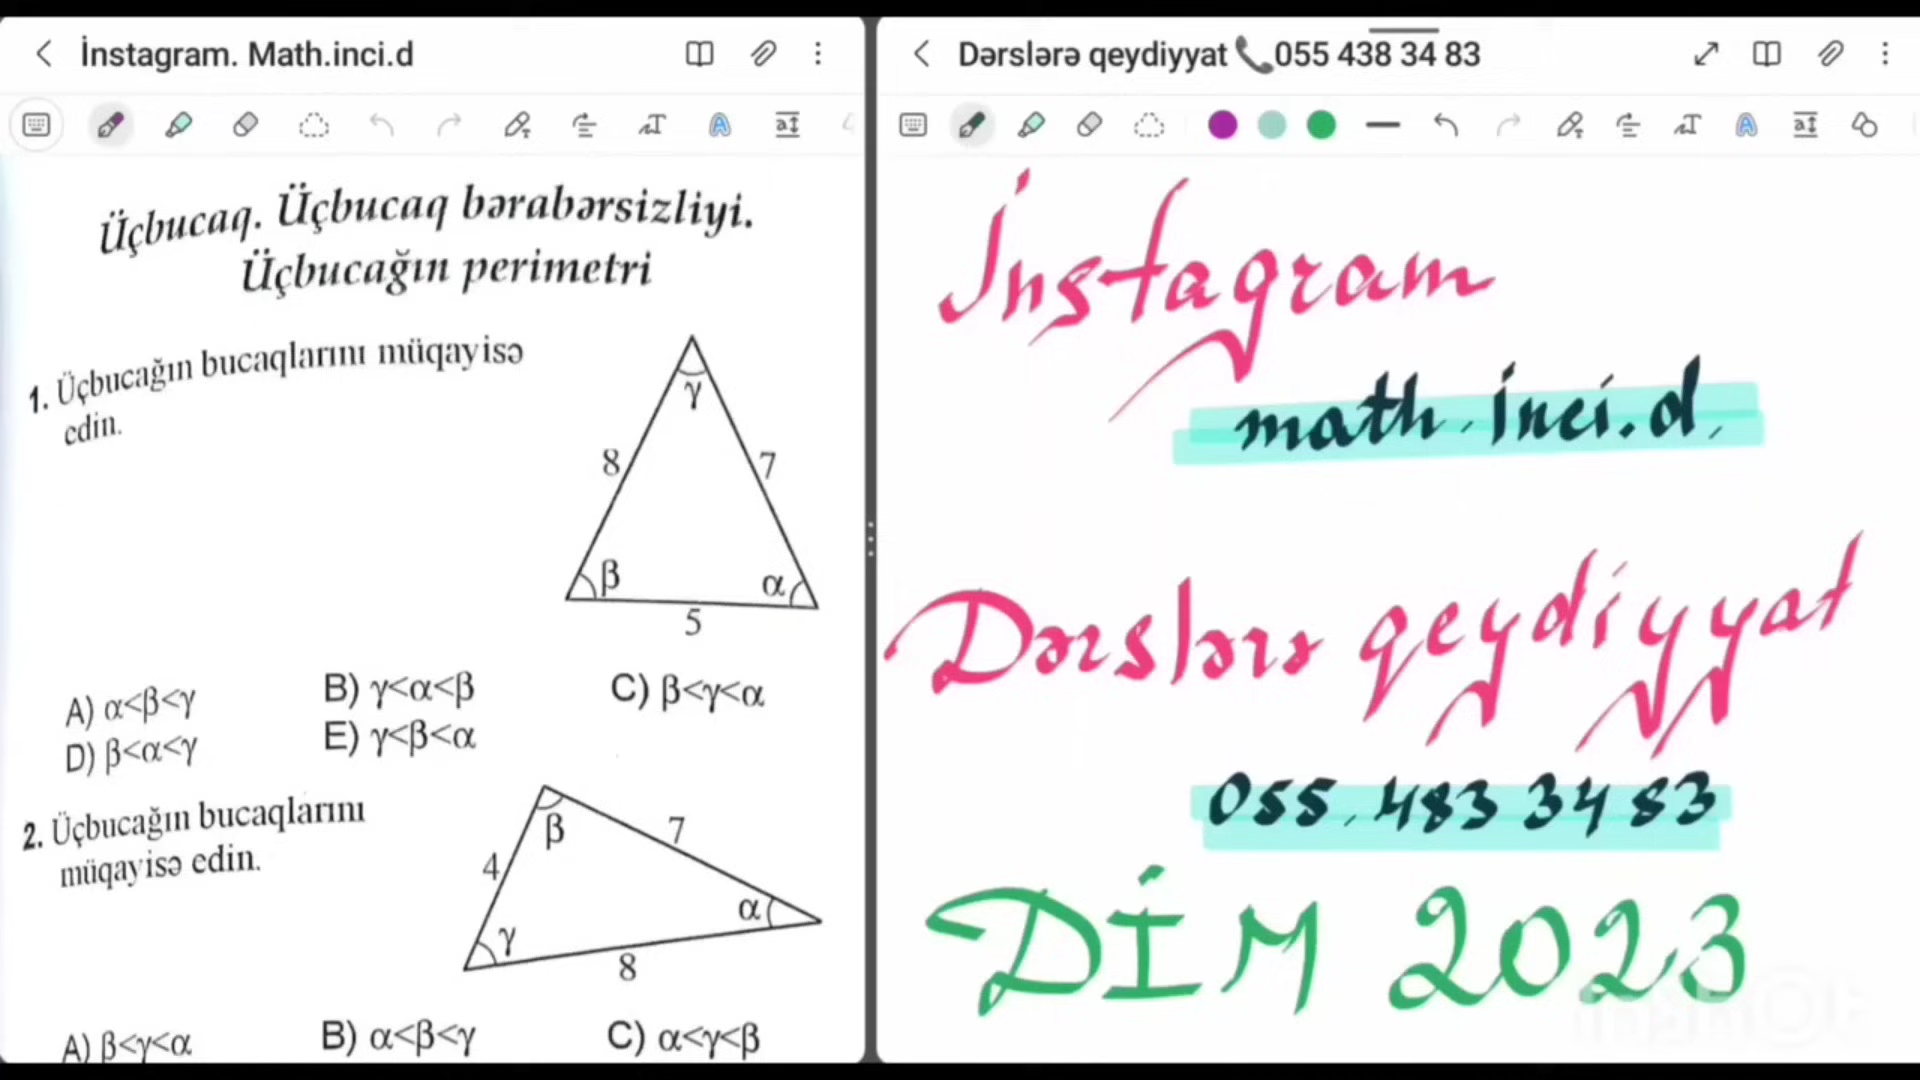 İnstagram. Math.inci.d
Üçbucaq. Üçbucaq bərabərsizliyi.
Üçbucağın perimetri
1. Üçbucağın bucaqlarını müqayisə
edin.
γ
8
7
β
α
5
A) α<β<γ
B) γ<α<β
C) β<γ<α
D) β<α<γ
E) γ<β<α
2. Üçbucağın bucaqlarını
müqayisə edin.
β
7
4
α
γ
8
A) β<γ<α
B) α<β<γ
C) α<γ<β
Dərslərə qeydiyyat 📞055 438 34 83
İnstagram
math.inci.d.
Dərslərə qeydiyyat
055.483 34 83
DİM 2023